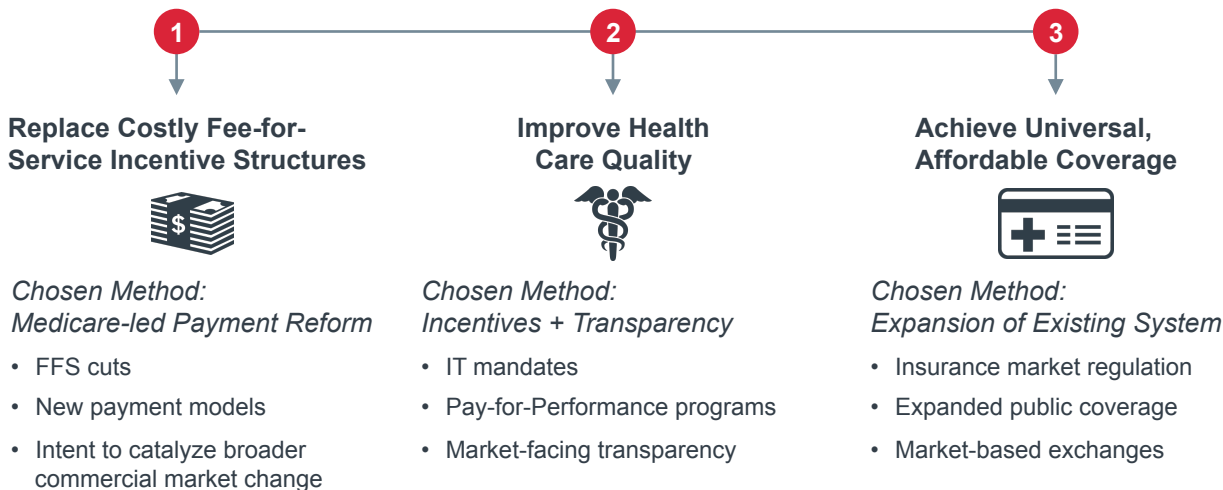 1
Replace Costly Fee-for-
Service Incentive Structures
$
Chosen Method:
Medicare-led Payment Reform
• FFS cuts
• New payment models
• Intent to catalyze broader
commercial market change
2
Improve Health
Care Quality
Chosen Method:
Incentives + Transparency
• IT mandates
• Pay-for-Performance programs
• Market-facing transparency
3
Achieve Universal,
Affordable Coverage
Chosen Method:
Expansion of Existing System
• Insurance market regulation
• Expanded public coverage
• Market-based exchanges